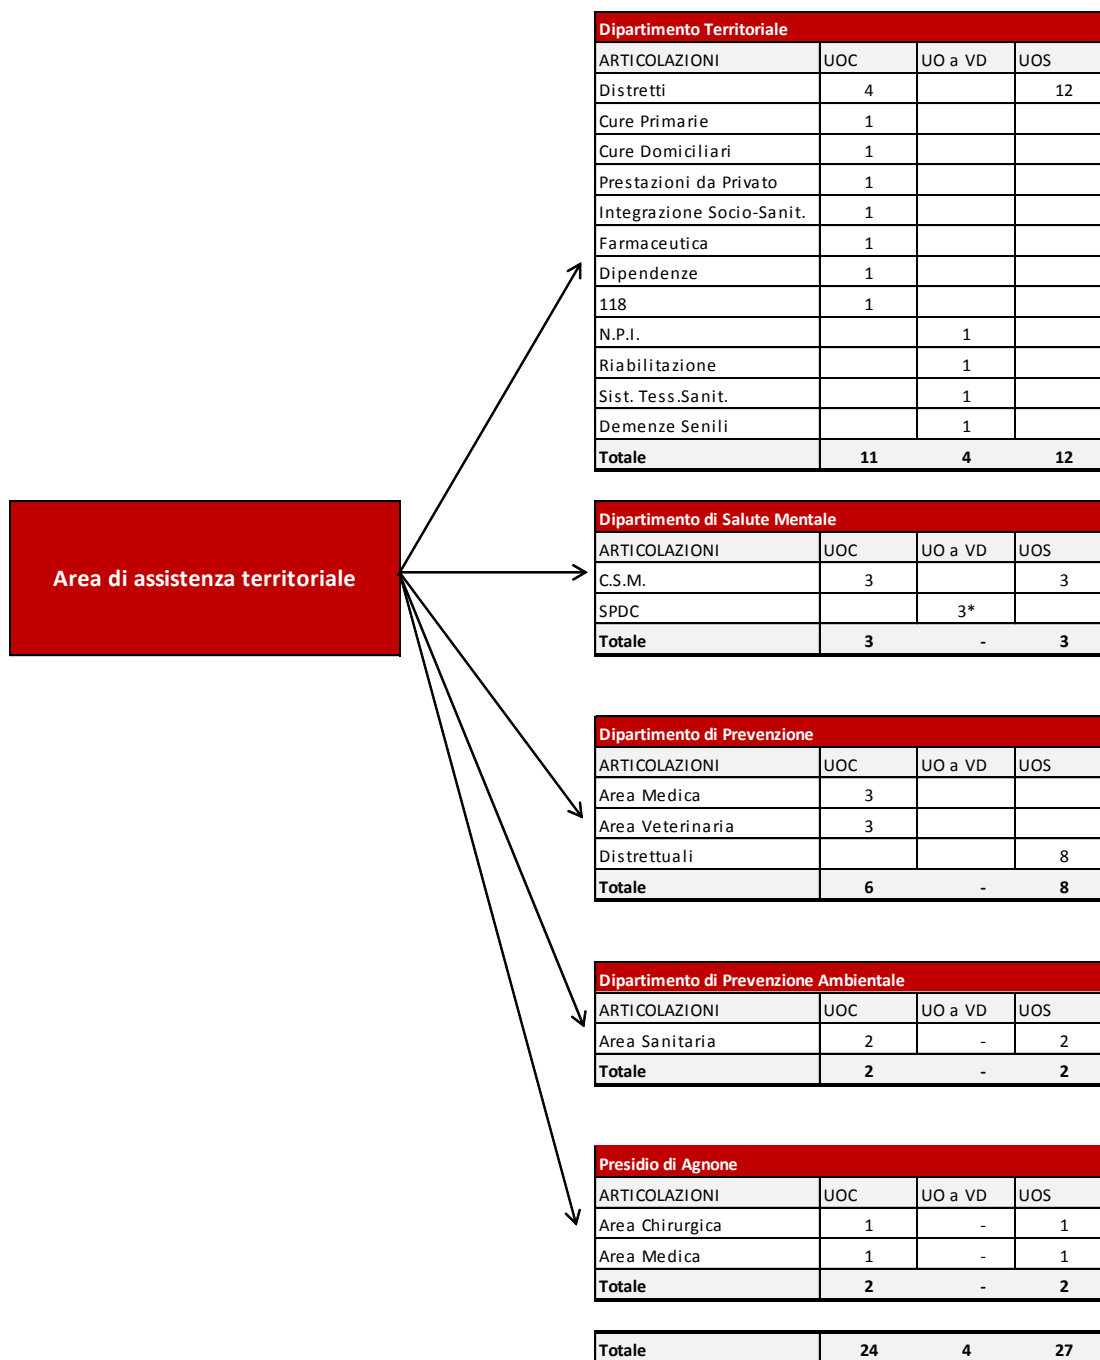 Dipartimento Territoriale
ARTICOLAZIONI UOC UO a VD UOS
Distretti 4 12
Cure Primarie 1
Cure Domiciliari 1
Prestazioni da Privato 1
Integrazione Socio-Sanit. 1
Farmaceutica 1
Dipendenze 1
118 1
N.P.I. 1
Riabilitazione 1
Sist. Tess.Sanit. 1
Demenze Senili 1
Totale 11 4 12
Area di assistenza territoriale
Dipartimento di Salute Mentale
ARTICOLAZIONI UOC UO a VD UOS
C.S.M. 3 3
SPDC 3*
Totale 3 - 3
Dipartimento di Prevenzione
ARTICOLAZIONI UOC UO a VD UOS
Area Medica 3
Area Veterinaria 3
Distrettuali 8
Totale 6 - 8
Dipartimento di Prevenzione Ambientale
ARTICOLAZIONI UOC UO a VD UOS
Area Sanitaria 2 - 2
Totale 2 - 2
Presidio di Agnone
ARTICOLAZIONI UOC UO a VD UOS
Area Chirurgica 1 - 1
Area Medica 1 - 1
Totale 2 - 2
Totale 24 4 27